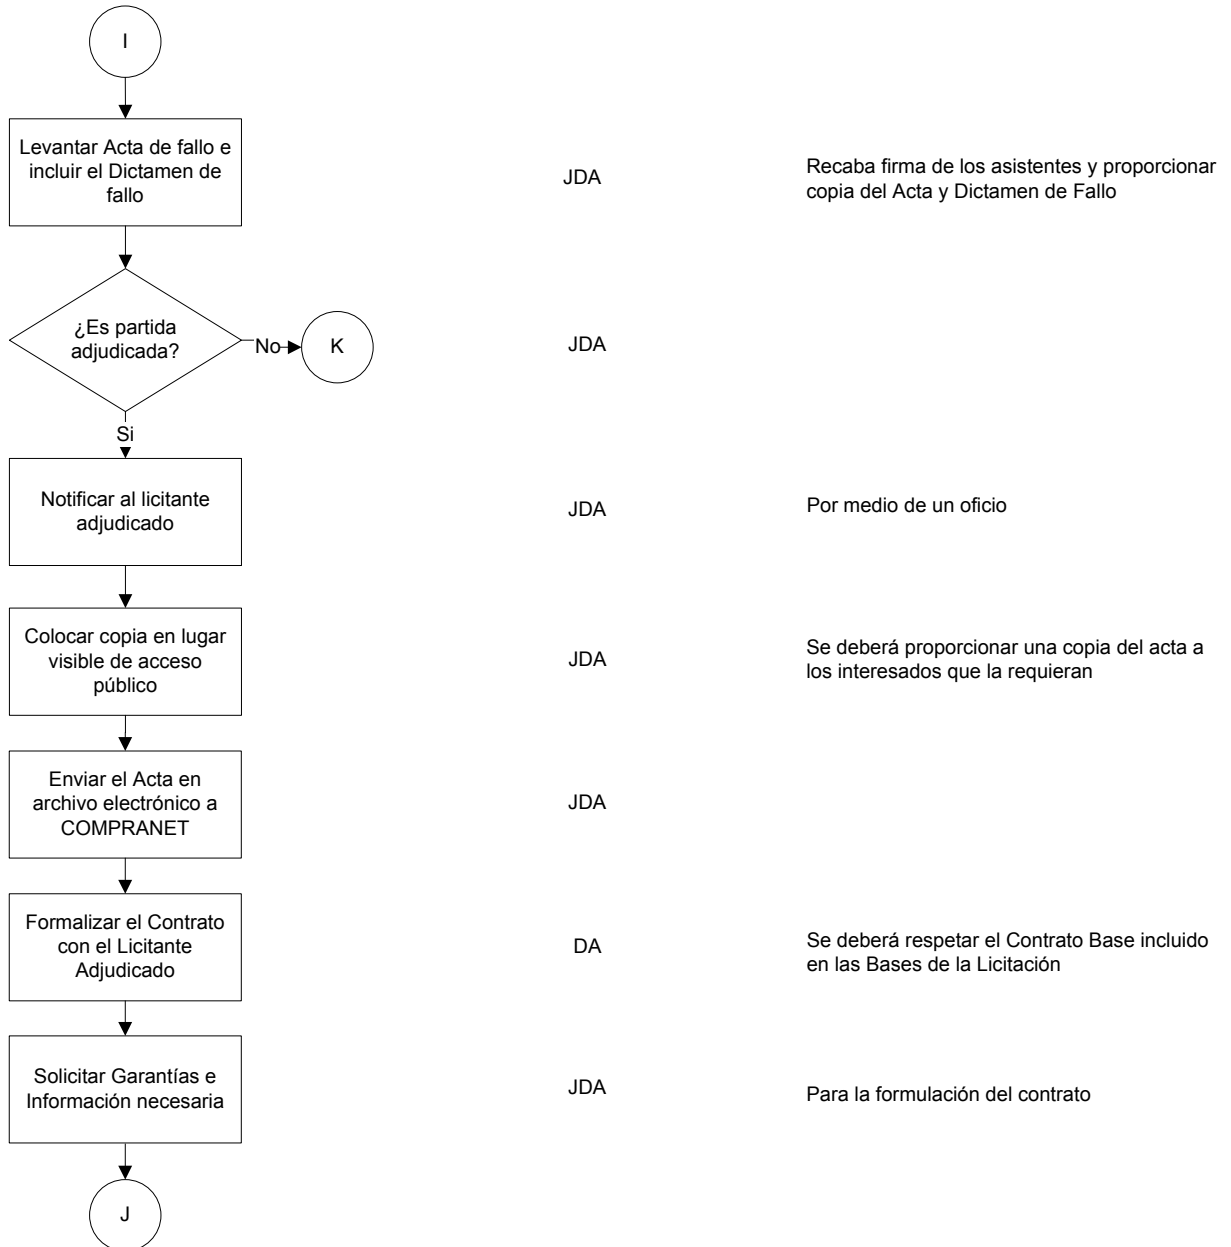 I
Levantar Acta de fallo e
incluir el Dictamen de
fallo
JDA
Recaba firma de los asistentes y proporcionar
copia del Acta y Dictamen de Fallo
¿Es partida
adjudicada?
No
K
JDA
Si
Notificar al licitante
adjudicado
JDA
Por medio de un oficio
Colocar copia en lugar
visible de acceso
público
JDA
Se deberá proporcionar una copia del acta a
los interesados que la requieran
Enviar el Acta en
archivo electrónico a
COMPRANET
JDA
Formalizar el Contrato
con el Licitante
Adjudicado
DA
Se deberá respetar el Contrato Base incluido
en las Bases de la Licitación
Solicitar Garantías e
Información necesaria
JDA
Para la formulación del contrato
J